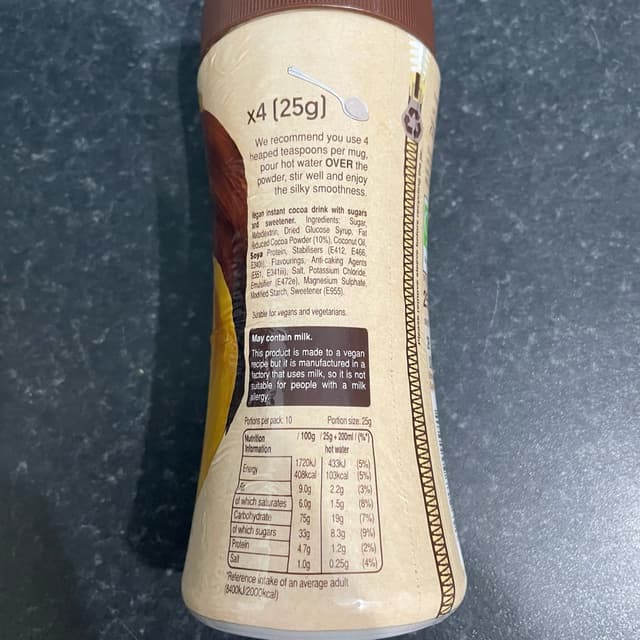 x4 (25g)
We recommend you use 4
heaped teaspoons per mug,
pour hot water OVER the
powder, stir well and enjoy
the silky smoothness.
Vegan instant cocoa drink with sugars
and sweetener. Ingredients: Sugar,
Maltodextrin, Dried Glucose Syrup, Fat
Reduced Cocoa Powder (10%), Coconut Oil,
Soya Protein, Stabilisers (E412, E466,
E340ii), Flavourings, Anti-caking Agents
(E551, E341iii), Salt, Potassium Chloride,
Emulsifier (E472e), Magnesium Sulphate,
Modified Starch, Sweetener (E955).
Suitable for vegans and vegetarians.
May contain milk.
This product is made to a vegan
recipe but it is manufactured in a
factory that uses milk, so it is not
suitable for people with a milk
allergy.
Portions per pack: 10 Portion size: 25g
Nutrition / 100g / 25g + 200ml / (%*)
Information hot water
Energy 1720kJ 433kJ (5%)
408kcal 103kcal (5%)
Fat 9.0g 2.2g (3%)
of which saturates 6.0g 1.5g (8%)
Carbohydrate 75g 19g (7%)
of which sugars 33g 8.3g (9%)
Protein 4.7g 1.2g (2%)
Salt 1.0g 0.25g (4%)
*Reference intake of an average adult
(8400kJ/2000kcal)